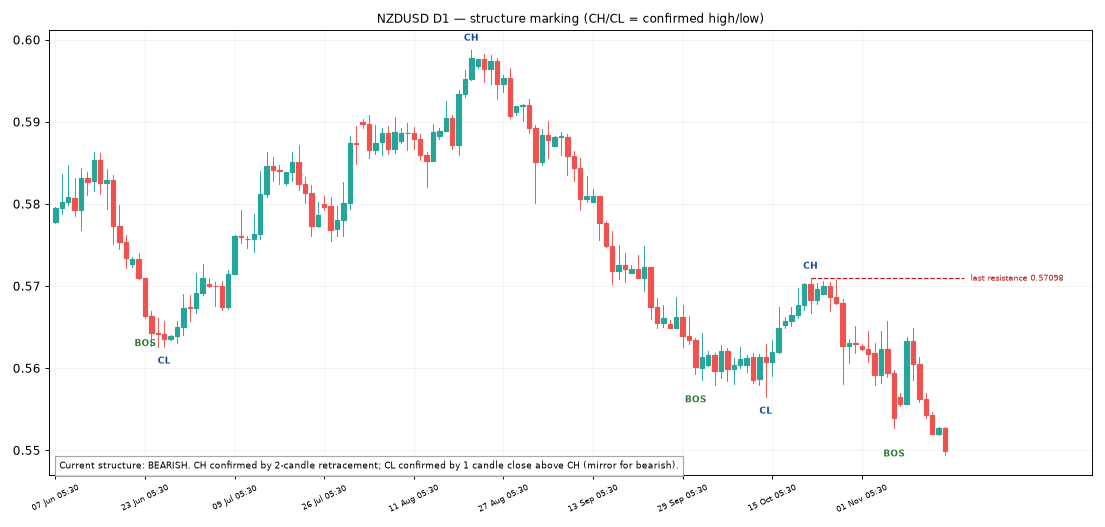 NZDUSD D1 — structure marking (CH/CL = confirmed high/low)
0.60
0.59
0.58
0.57
0.56
0.55
CH
CH
last resistance 0.57098
BOS
CL
BOS
CL
BOS
Current structure: BEARISH. CH confirmed by 2-candle retracement; CL confirmed by 1 candle close above CH (mirror for bearish).
07 Jun 05:30
23 Jun 05:30
09 Jul 05:30
26 Jul 05:30
11 Aug 05:30
27 Aug 05:30
13 Sep 05:30
29 Sep 05:30
15 Oct 05:30
01 Nov 05:30